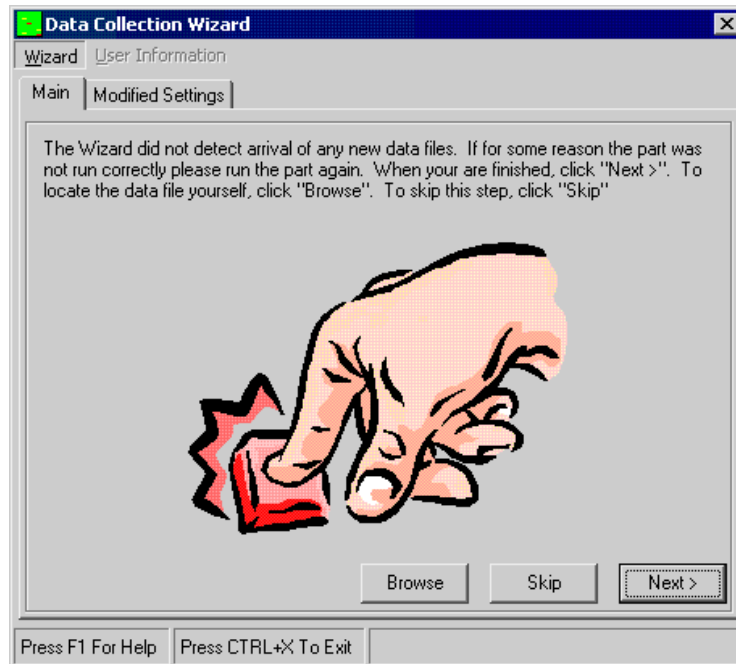 Data Collection Wizard
Wizard User Information
Main Modified Settings
The Wizard did not detect arrival of any new data files. If for some reason the part was
not run correctly please run the part again. When your are finished, click "Next >". To
locate the data file yourself, click "Browse". To skip this step, click "Skip"
Browse Skip Next >
Press F1 For Help Press CTRL+X To Exit